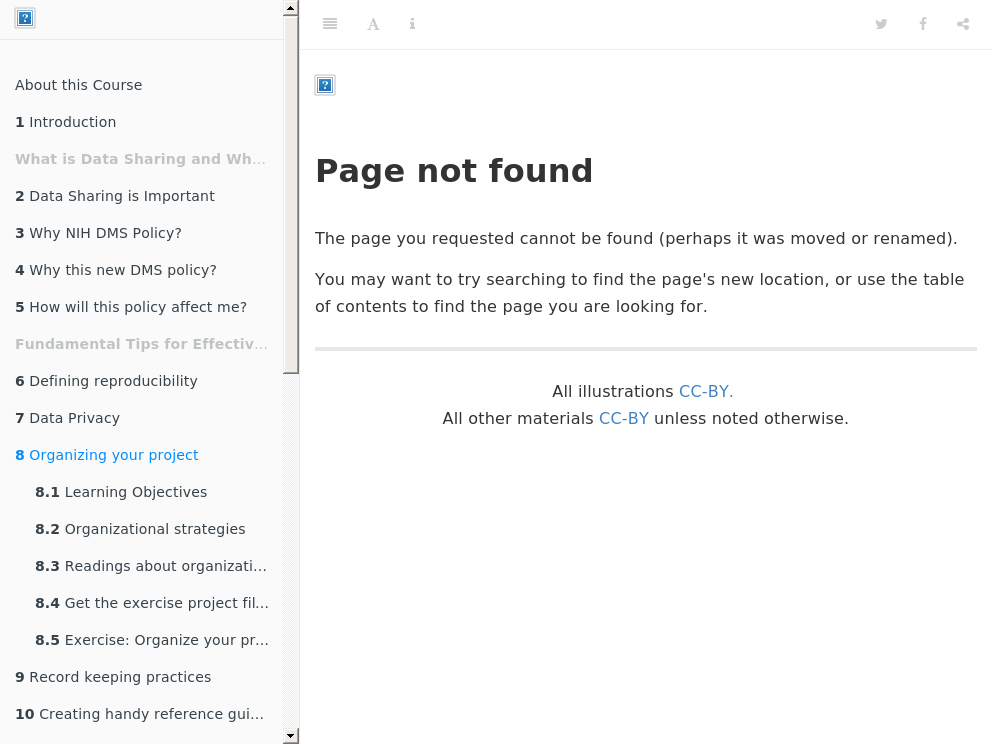 About this Course
1 Introduction
What is Data Sharing and Wh...
2 Data Sharing is Important
3 Why NIH DMS Policy?
4 Why this new DMS policy?
5 How will this policy affect me?
Fundamental Tips for Effectiv...
6 Defining reproducibility
7 Data Privacy
8 Organizing your project
8.1 Learning Objectives
8.2 Organizational strategies
8.3 Readings about organizati...
8.4 Get the exercise project fil...
8.5 Exercise: Organize your pr...
9 Record keeping practices
10 Creating handy reference gui...
Page not found
The page you requested cannot be found (perhaps it was moved or renamed).
You may want to try searching to find the page's new location, or use the table
of contents to find the page you are looking for.
All illustrations CC-BY.
All other materials CC-BY unless noted otherwise.